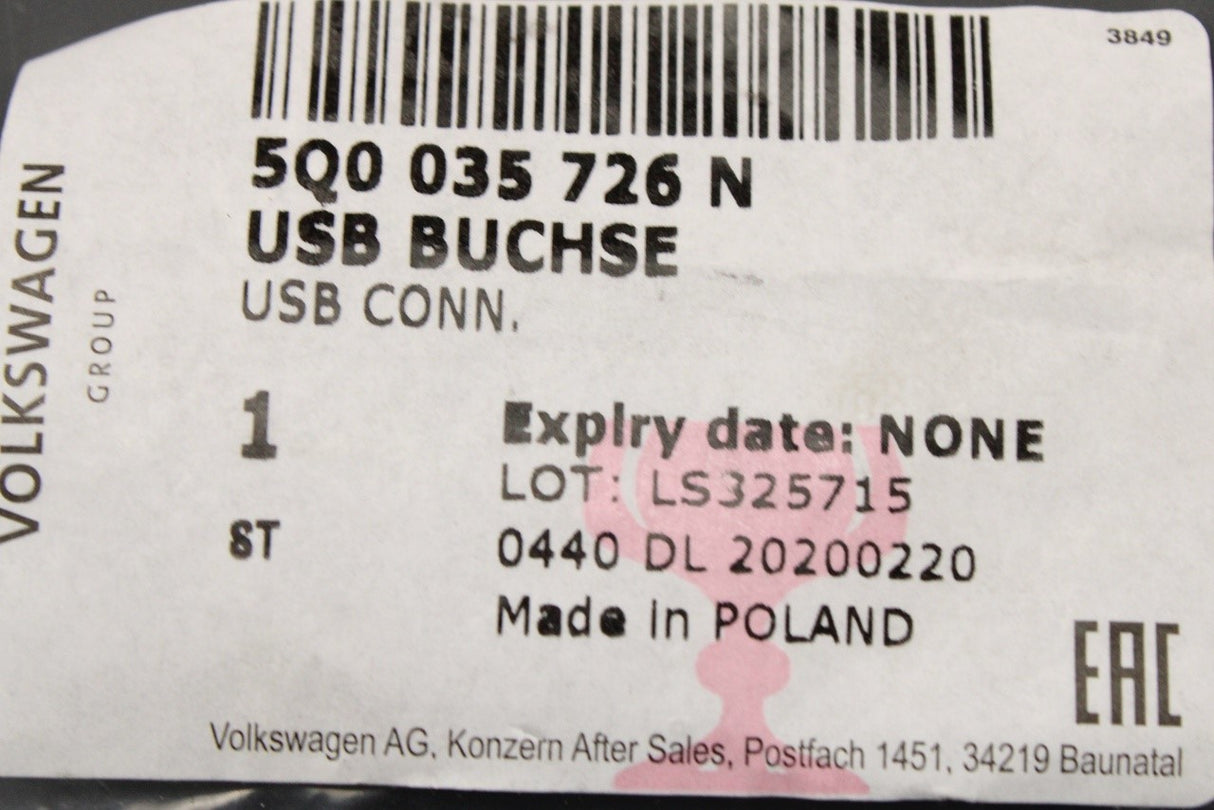 3849
5Q0 035 726 N
USB BUCHSE
USB CONN.
VOLKSWAGEN
GROUP
1
ST
Expiry date: NONE
LOT: LS325715
0440 DL 20200220
Made in POLAND
EAC
Volkswagen AG, Konzern After Sales, Postfach 1451, 34219 Baunatal